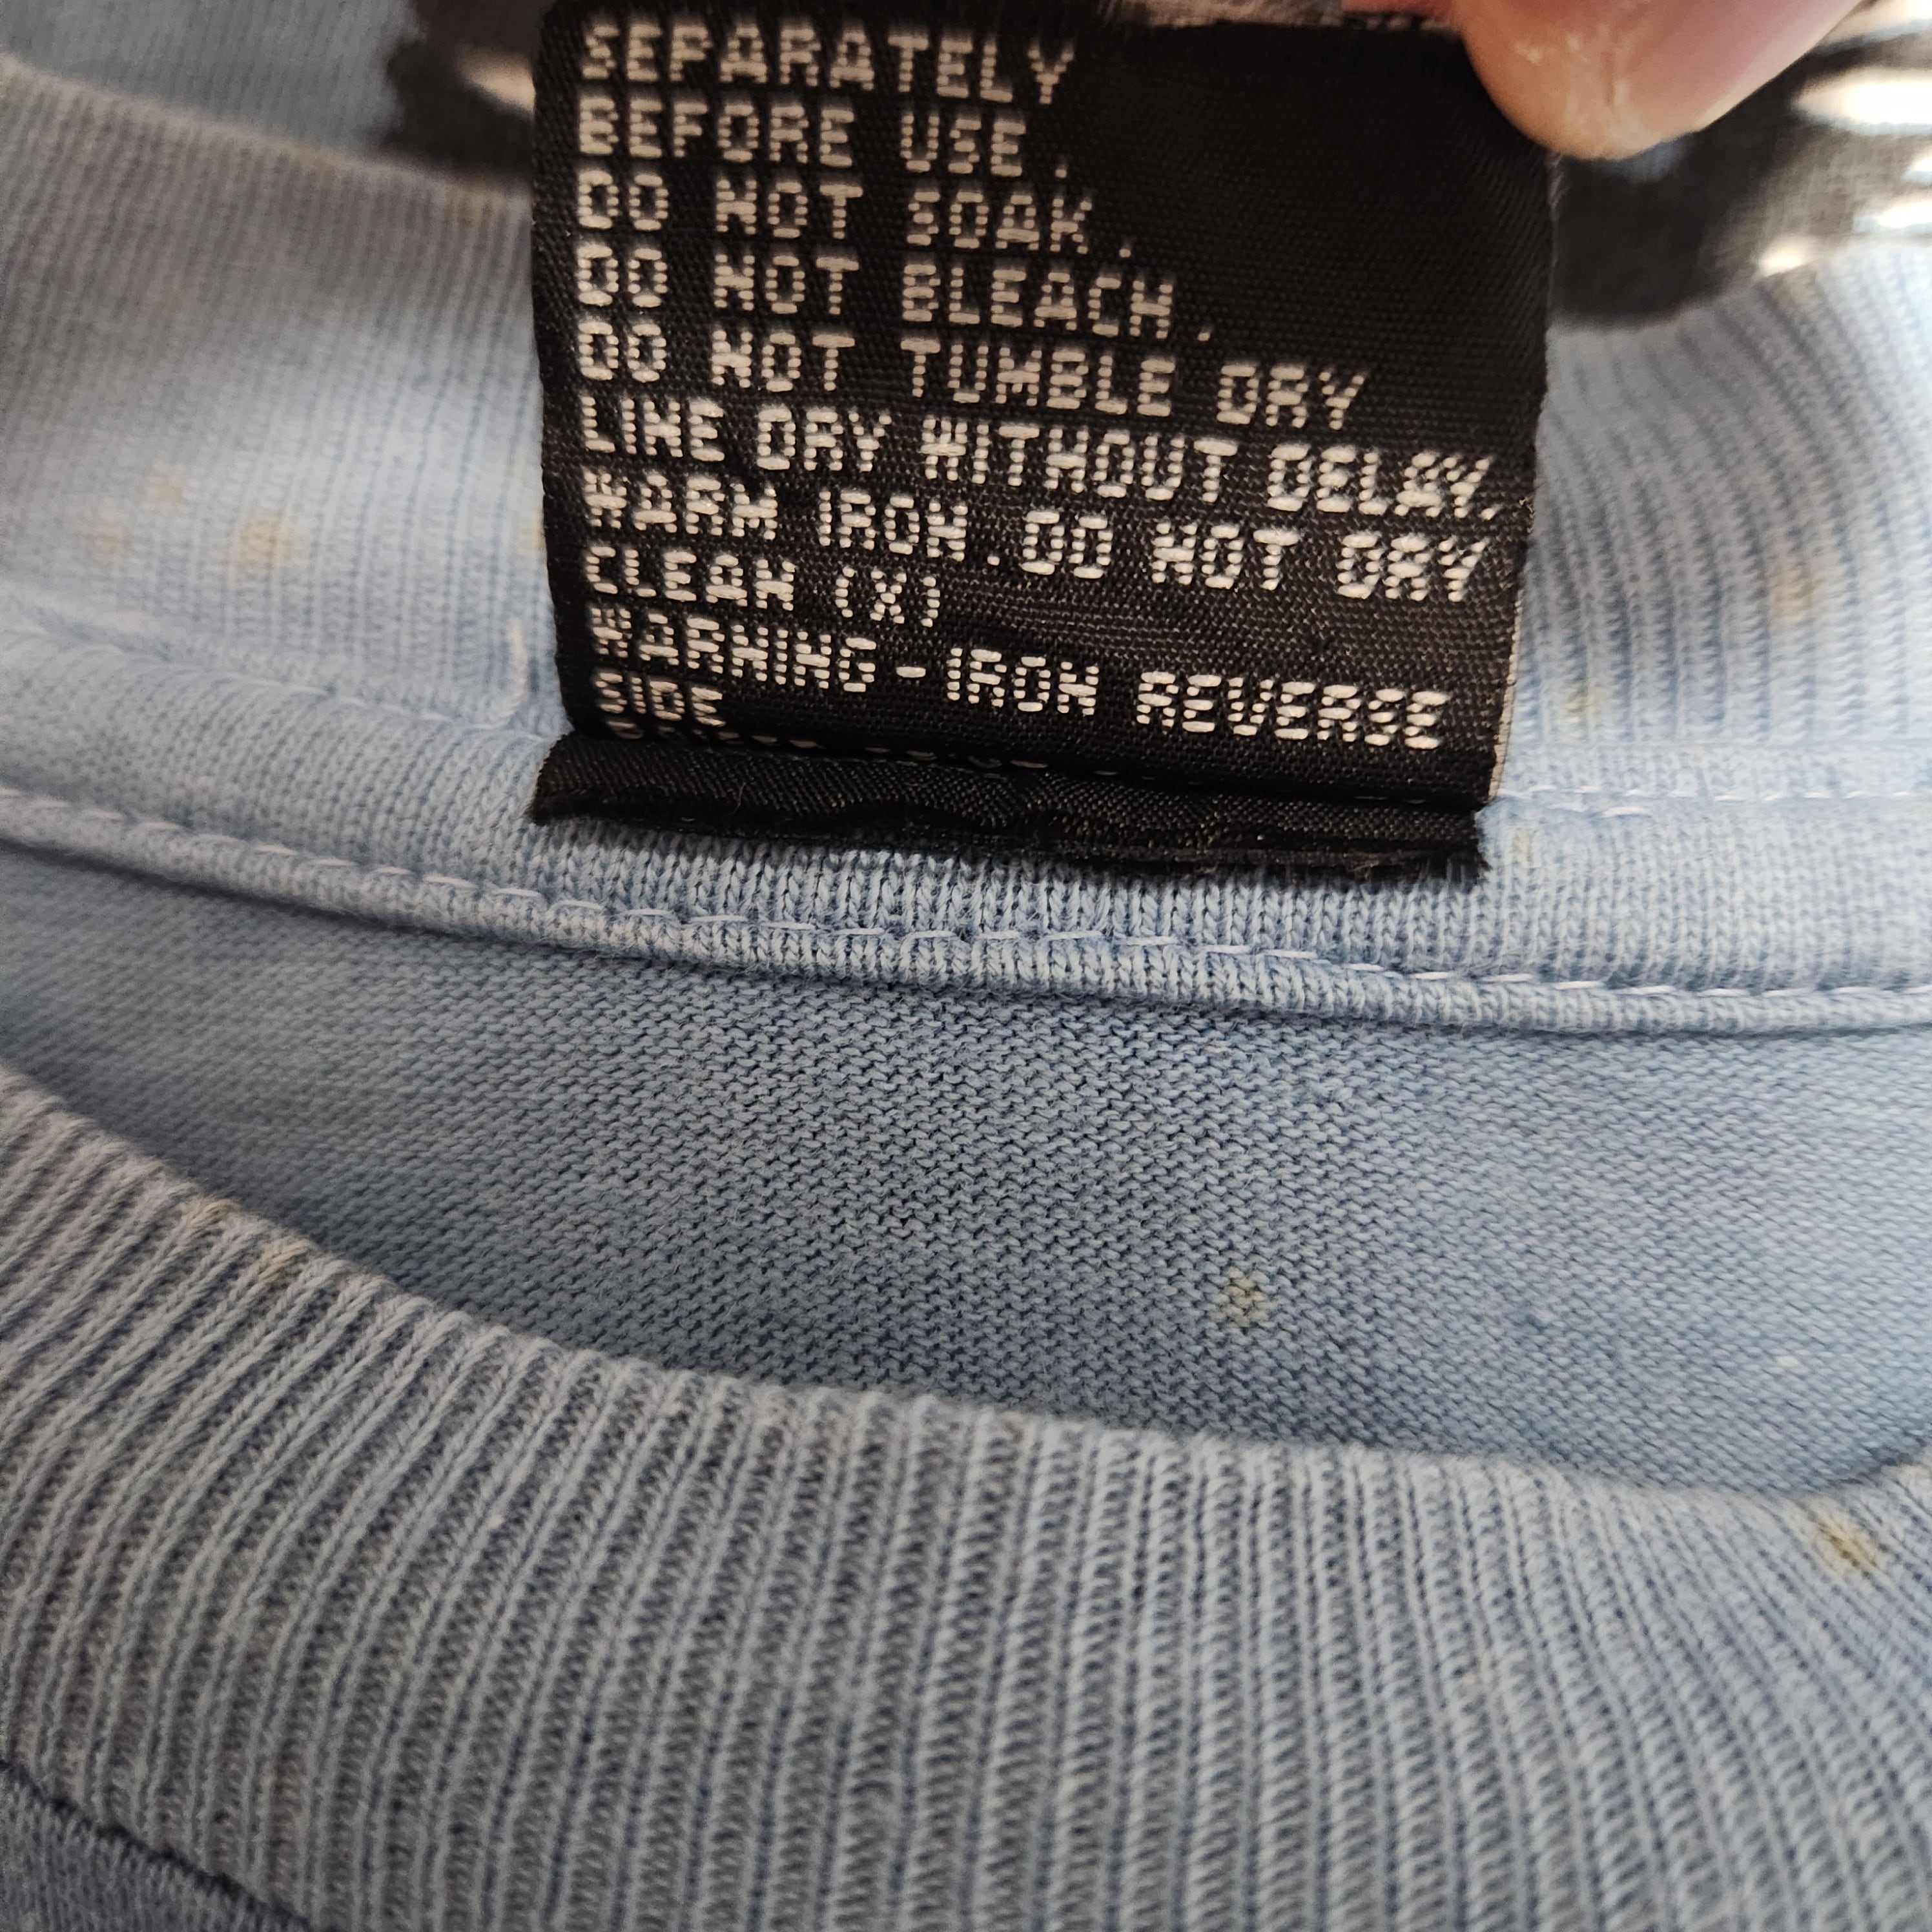 SEPARATELY
BEFORE USE.
DO NOT SOAK.
DO NOT BLEACH.
DO NOT TUMBLE DRY
LINE DRY WITHOUT DELAY.
WARM IRON.DO NOT DRY
CLEAN (X)
WARNING-IRON REVERSE
SIDE